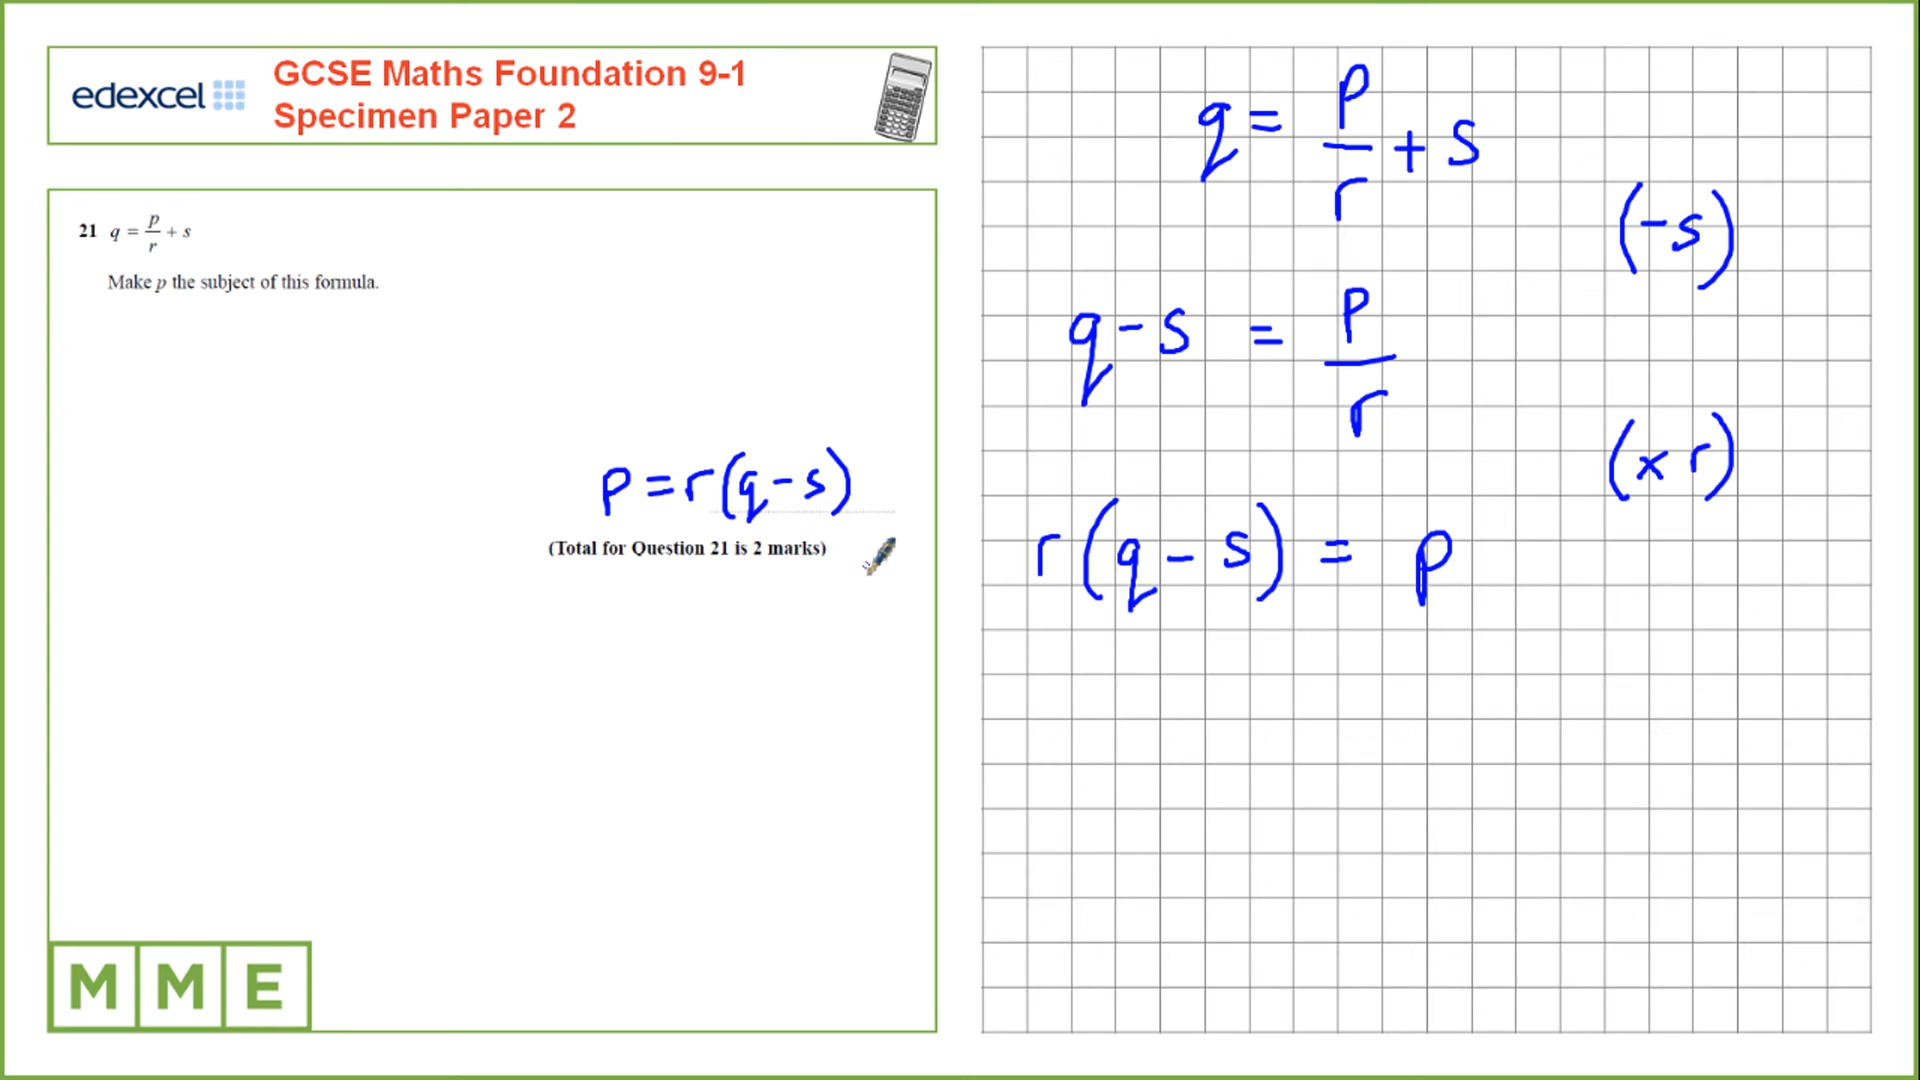 edexcel
GCSE Maths Foundation 9-1
Specimen Paper 2
21 q = p/r + s
Make p the subject of this formula.
p = r(q - s)
(Total for Question 21 is 2 marks)
MME
q = p/r + s
(-s)
q - s = p/r
(× r)
r(q - s) = p